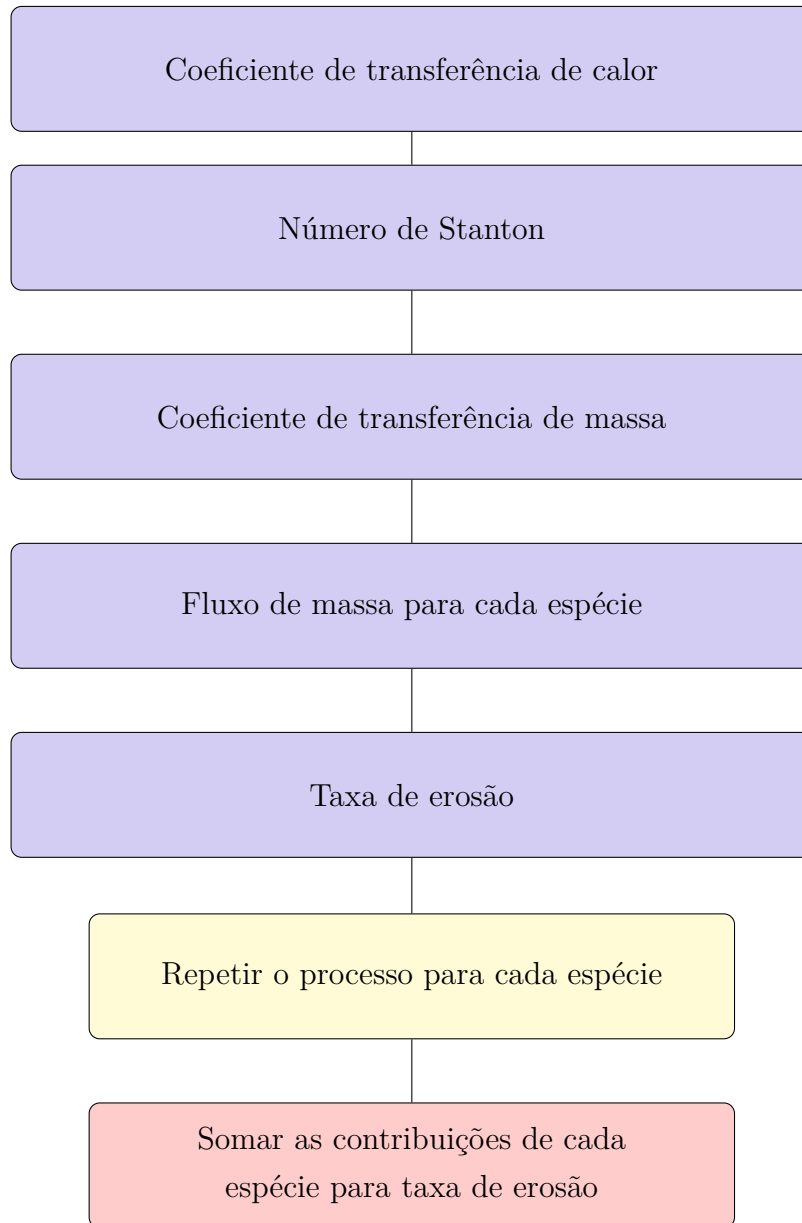 Coeficiente de transferência de calor
Número de Stanton
Coeficiente de transferência de massa
Fluxo de massa para cada espécie
Taxa de erosão
Repetir o processo para cada espécie
Somar as contribuições de cada
espécie para taxa de erosão